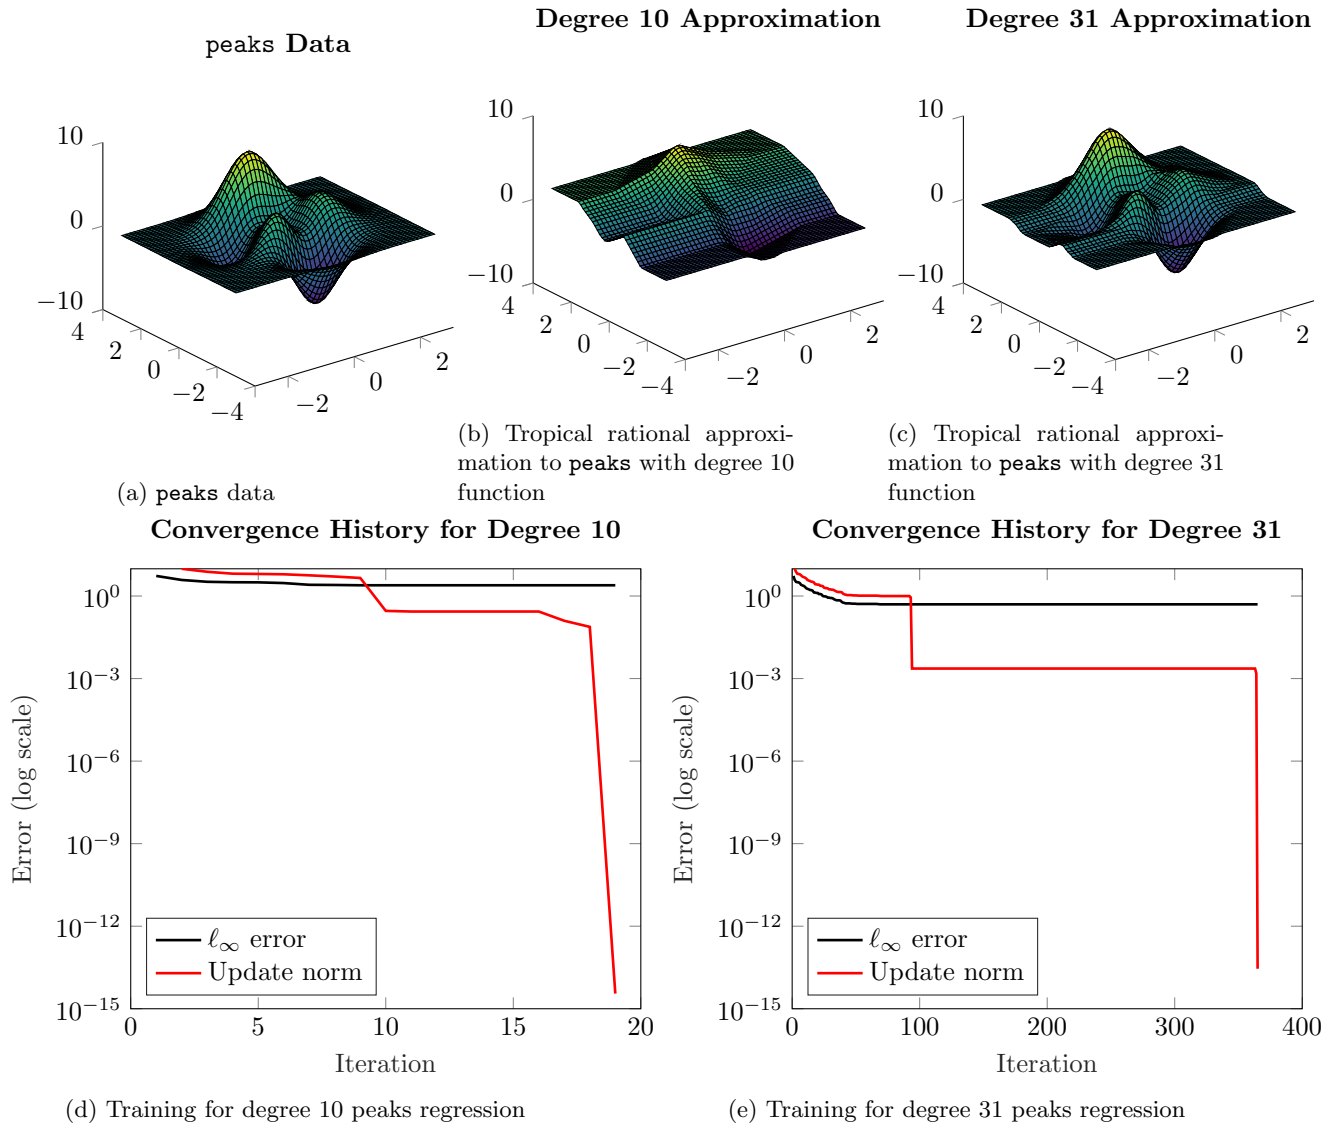 peaks Data
Degree 10 Approximation
Degree 31 Approximation
10
0
−10
4
2
0
−2
−4
−2
0
2
10
0
−10
4
2
0
−2
−4
−2
0
2
10
0
−10
4
2
0
−2
−4
−2
0
2
(a) peaks data
(b) Tropical rational approxi-
mation to peaks with degree 10
function
(c) Tropical rational approxi-
mation to peaks with degree 31
function
Convergence History for Degree 10
10^0
10^−3
10^−6
10^−9
10^−12
10^−15
Error (log scale)
ℓ∞ error
Update norm
0 5 10 15 20
Iteration
(d) Training for degree 10 peaks regression
Convergence History for Degree 31
10^0
10^−3
10^−6
10^−9
10^−12
10^−15
Error (log scale)
ℓ∞ error
Update norm
0 100 200 300 400
Iteration
(e) Training for degree 31 peaks regression